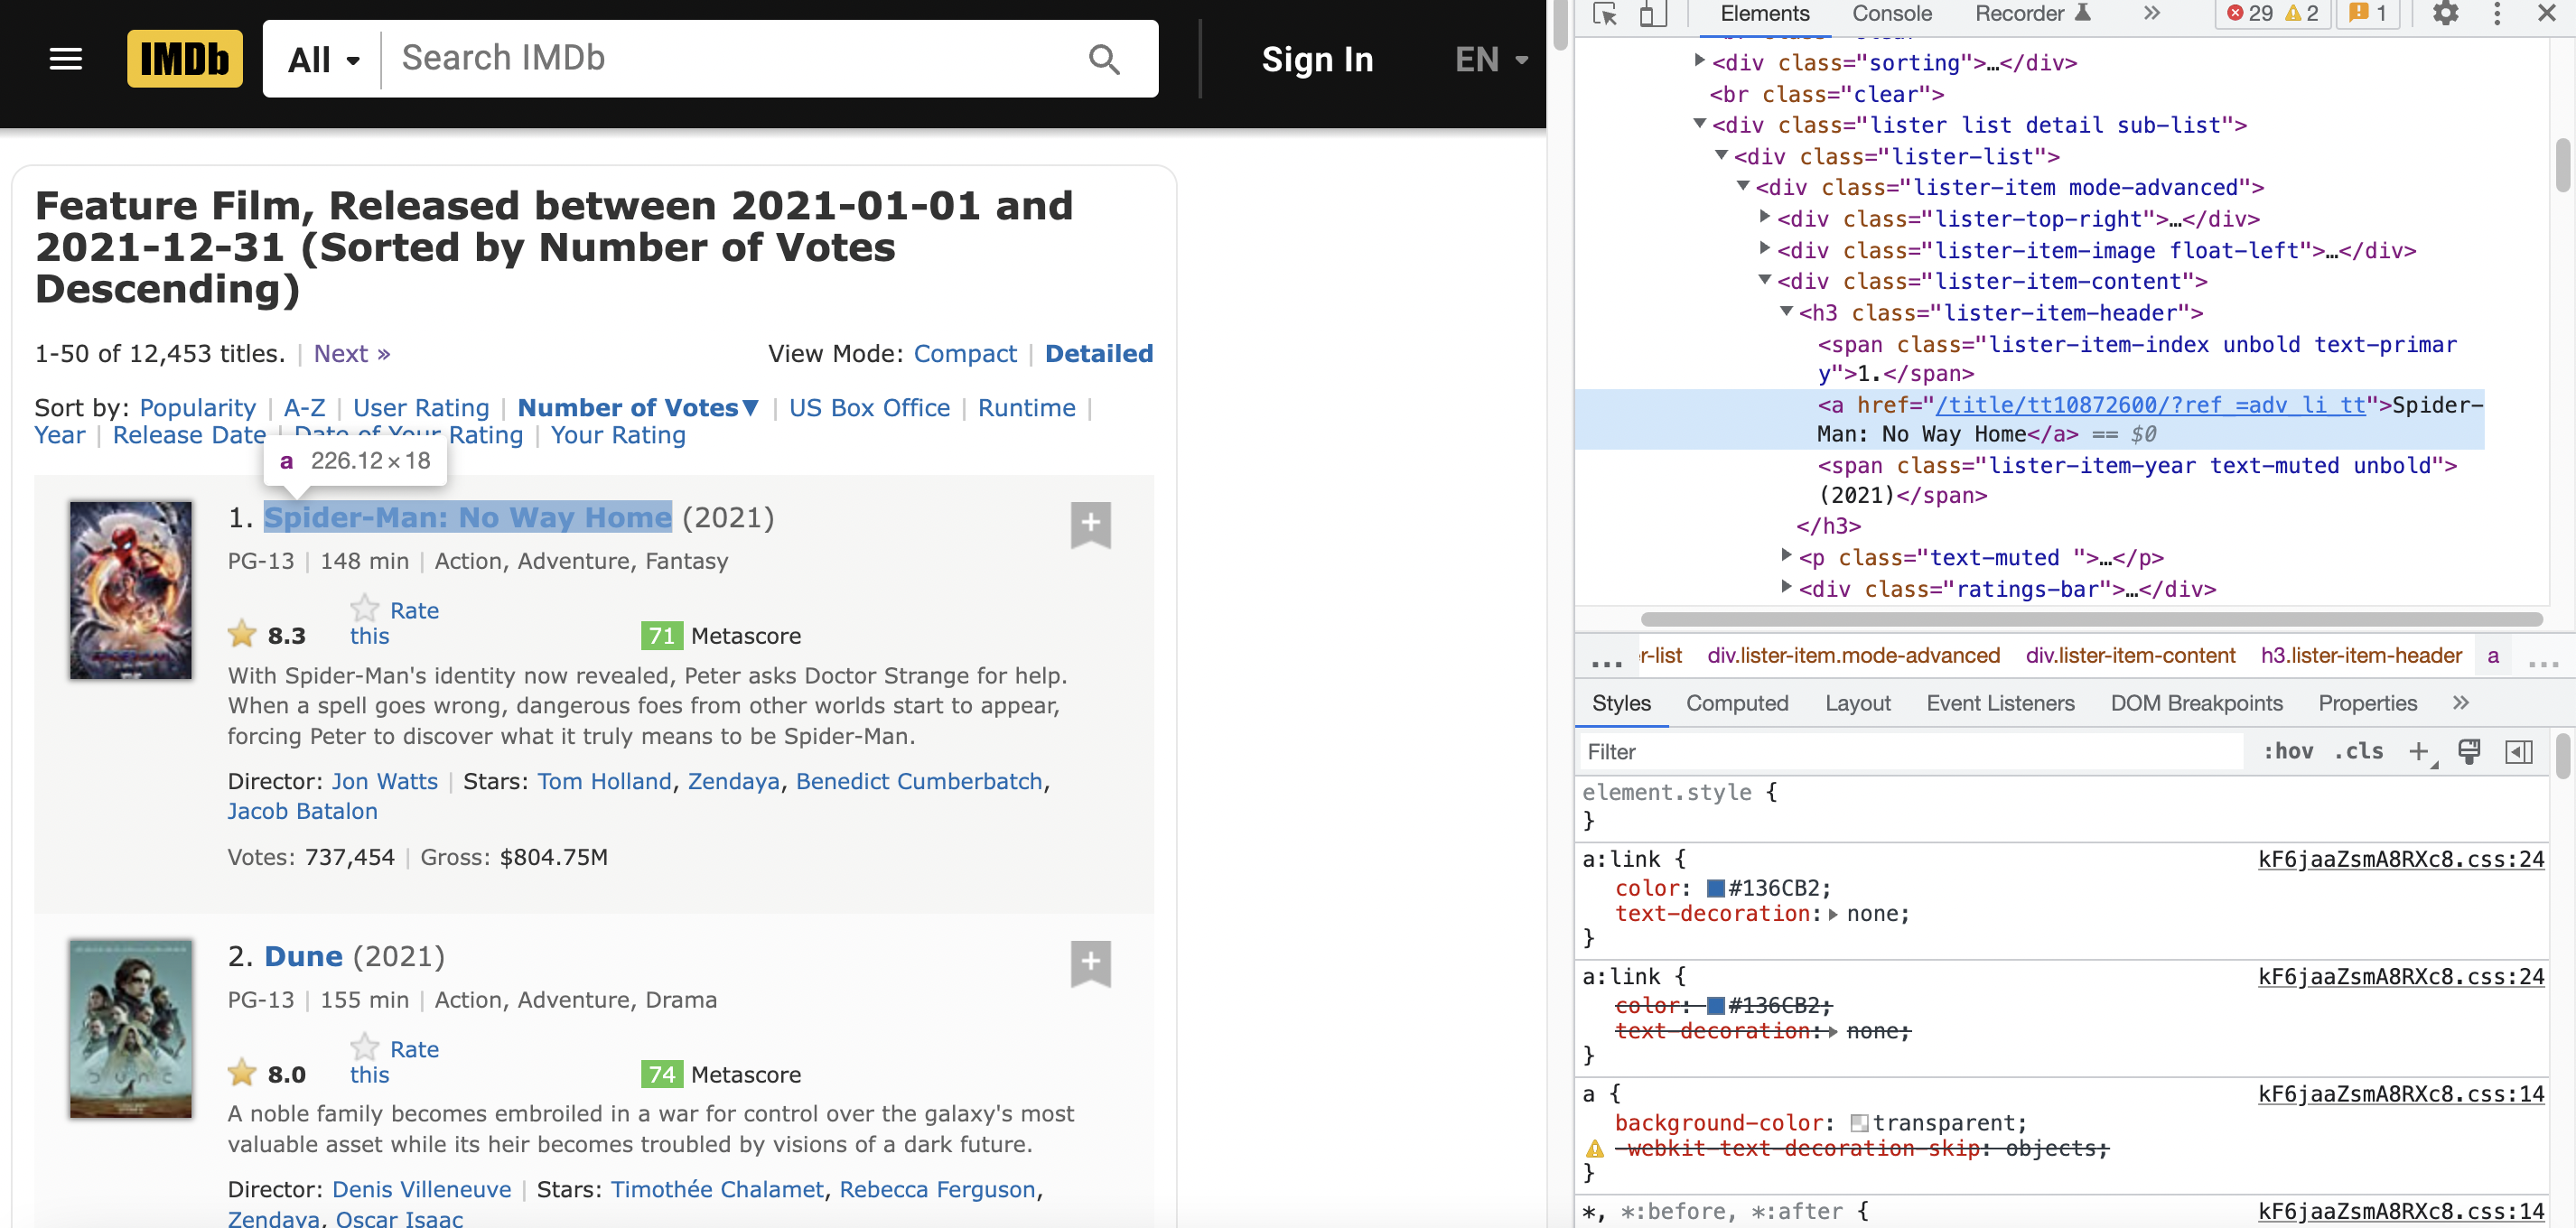 IMDb
All
Search IMDb
Sign In
EN
Feature Film, Released between 2021-01-01 and
2021-12-31 (Sorted by Number of Votes
Descending)
1-50 of 12,453 titles. | Next »
View Mode: Compact | Detailed
Sort by: Popularity | A-Z | User Rating | Number of Votes▼ | US Box Office | Runtime |
Year | Release Date Date of Your Rating | Your Rating
a 226.12×18
1. Spider-Man: No Way Home (2021)
PG-13 | 148 min | Action, Adventure, Fantasy
8.3
Rate
this
71 Metascore
With Spider-Man's identity now revealed, Peter asks Doctor Strange for help.
When a spell goes wrong, dangerous foes from other worlds start to appear,
forcing Peter to discover what it truly means to be Spider-Man.
Director: Jon Watts | Stars: Tom Holland, Zendaya, Benedict Cumberbatch,
Jacob Batalon
Votes: 737,454 | Gross: $804.75M
2. Dune (2021)
PG-13 | 155 min | Action, Adventure, Drama
8.0
Rate
this
74 Metascore
A noble family becomes embroiled in a war for control over the galaxy's most
valuable asset while its heir becomes troubled by visions of a dark future.
Director: Denis Villeneuve | Stars: Timothée Chalamet, Rebecca Ferguson,
Zendaya, Oscar Isaac
Elements
Console
Recorder
»
29
2
1
<div class="sorting">…</div>
<br class="clear">
<div class="lister list detail sub-list">
<div class="lister-list">
<div class="lister-item mode-advanced">
<div class="lister-top-right">…</div>
<div class="lister-item-image float-left">…</div>
<div class="lister-item-content">
<h3 class="lister-item-header">
<span class="lister-item-index unbold text-primar
y">1.</span>
<a href="/title/tt10872600/?ref_=adv_li_tt">Spider-
Man: No Way Home</a> == $0
<span class="lister-item-year text-muted unbold">
(2021)</span>
</h3>
<p class="text-muted ">…</p>
<div class="ratings-bar">…</div>
… r-list div.lister-item.mode-advanced div.lister-item-content h3.lister-item-header a …
Styles
Computed
Layout
Event Listeners
DOM Breakpoints
Properties
»
Filter
:hov .cls +
element.style {
}
a:link { kF6jaaZsmA8RXc8.css:24
color: #136CB2;
text-decoration: none;
}
a:link { kF6jaaZsmA8RXc8.css:24
color: #136CB2;
text-decoration: none;
}
a { kF6jaaZsmA8RXc8.css:14
background-color: transparent;
-webkit-text-decoration-skip: objects;
}
*, *:before, *:after { kF6jaaZsmA8RXc8.css:14